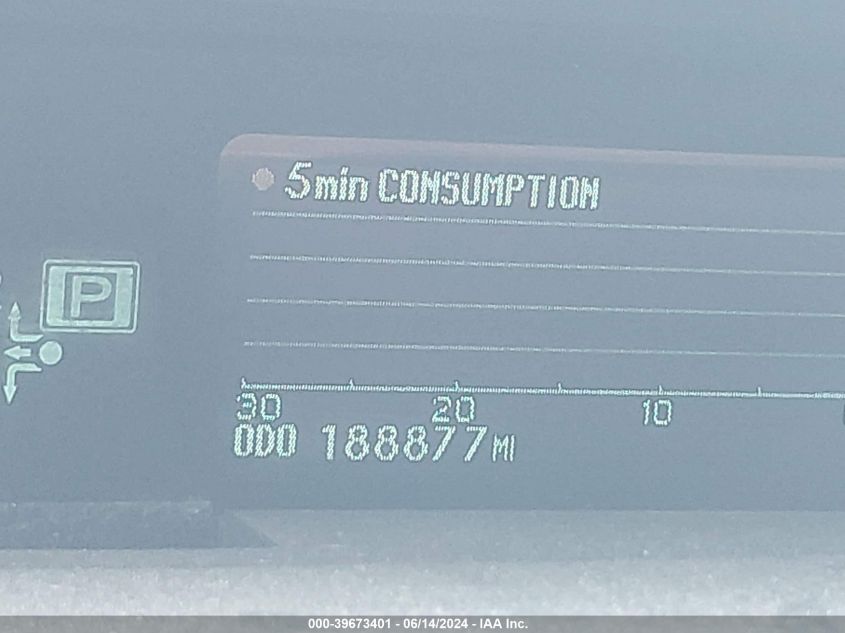 5min CONSUMPTION
P
30 20 10
ODO 188877MI
000-39673401 - 06/14/2024 - IAA Inc.